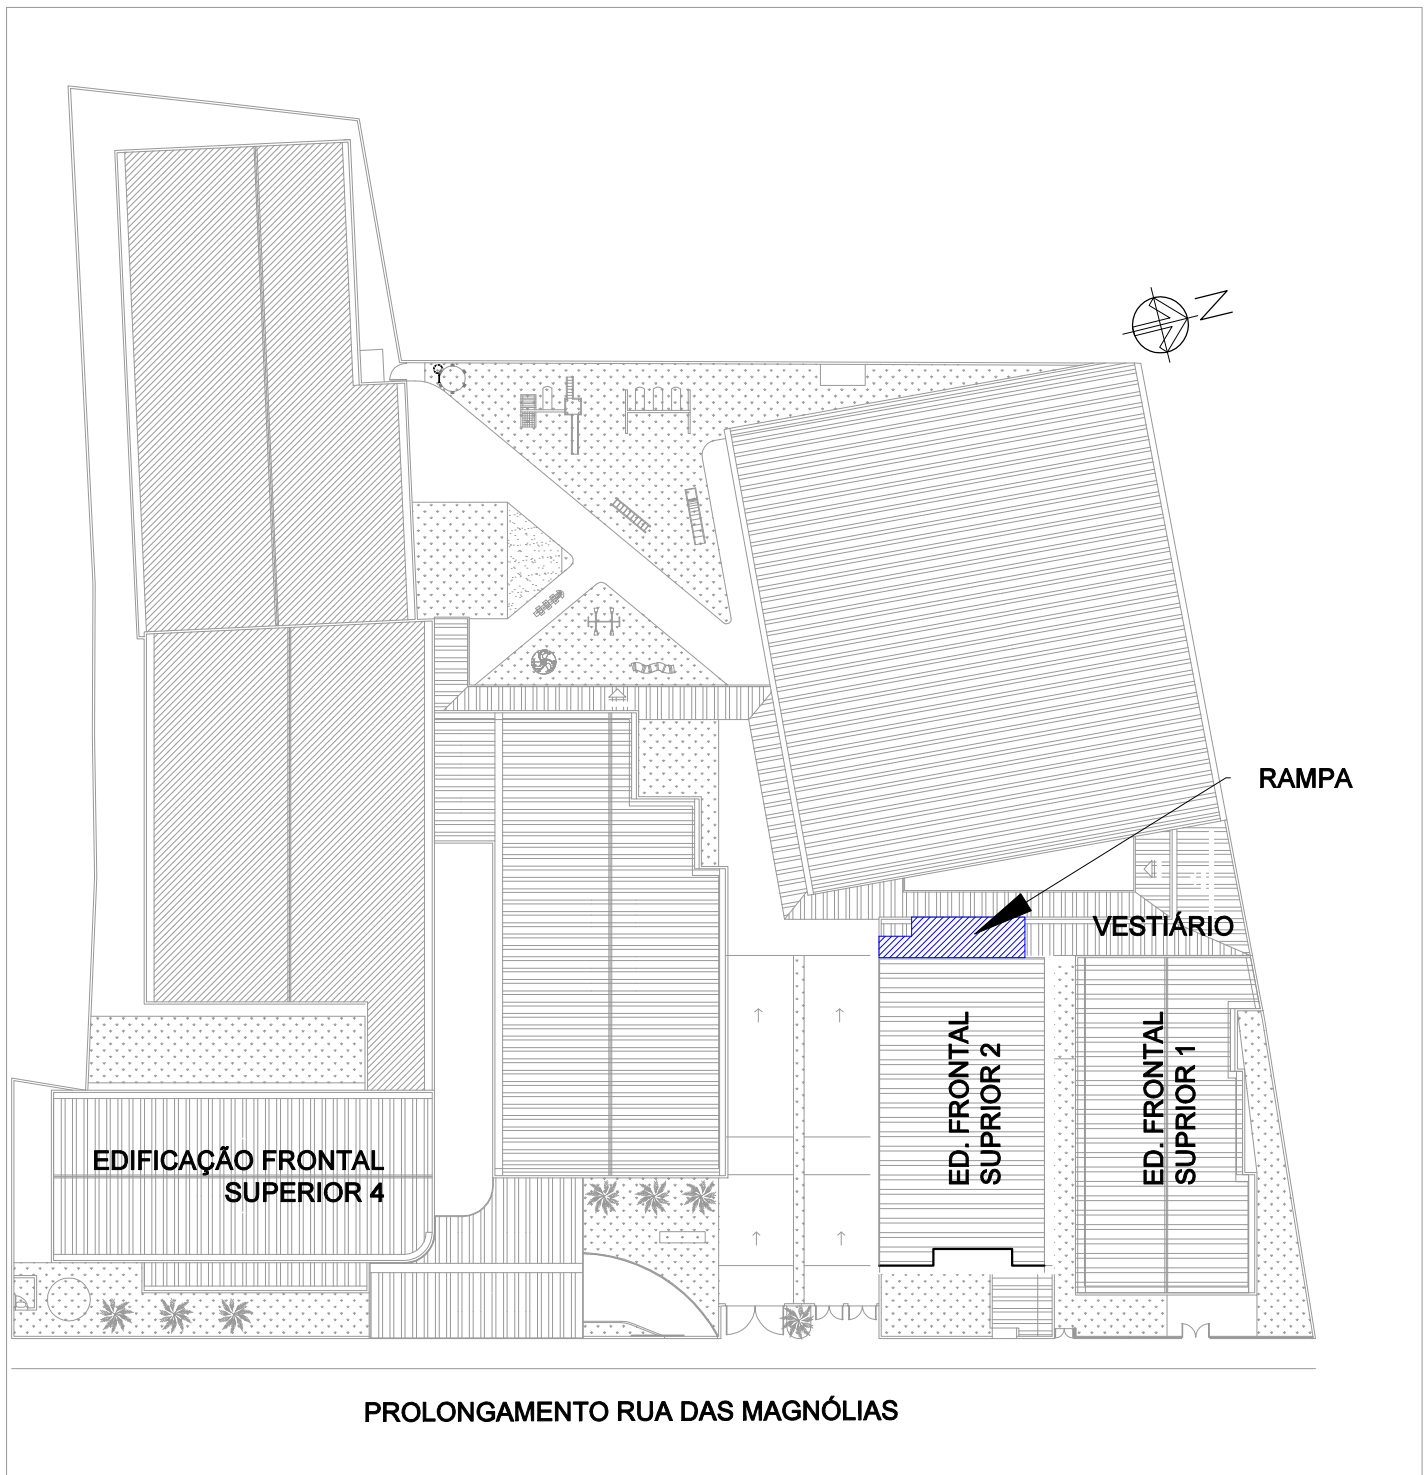 N
RAMPA
VESTIÁRIO
ED. FRONTAL
SUPRIOR 2
ED. FRONTAL
SUPRIOR 1
EDIFICAÇÃO FRONTAL
SUPERIOR 4
PROLONGAMENTO RUA DAS MAGNÓLIAS